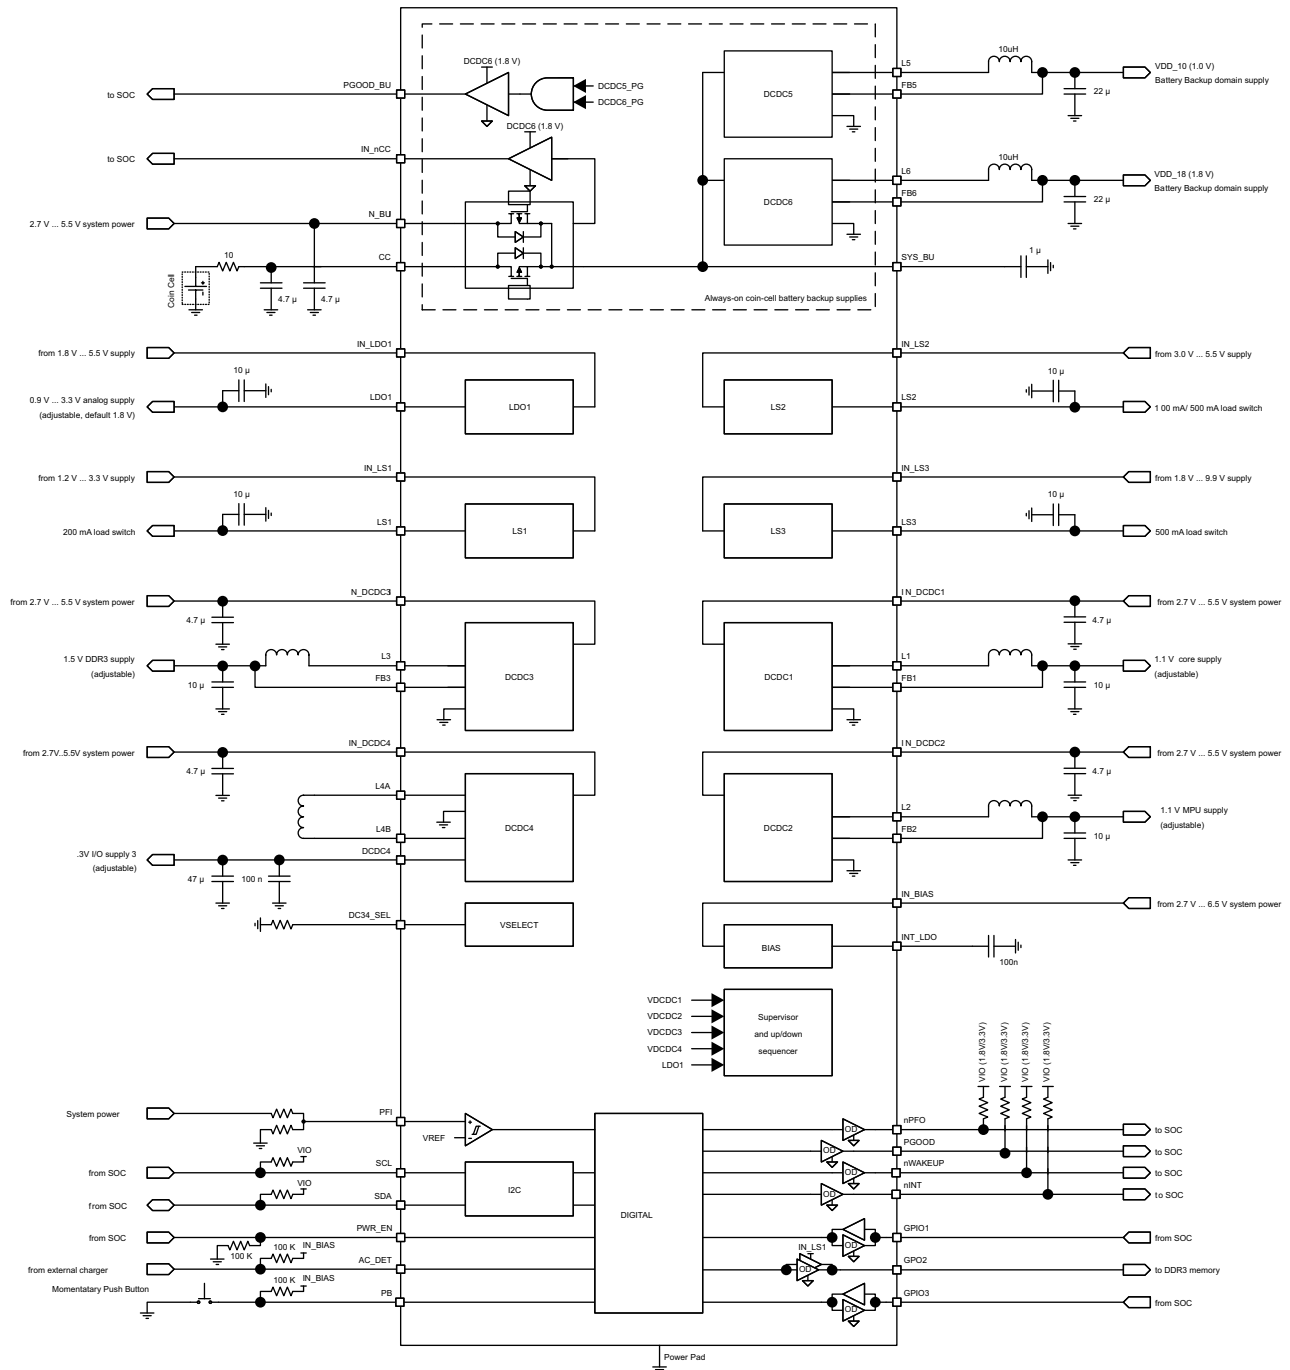 DCDC6 (1.8 V)
PGOOD_BU
to SOC
DCDC5_PG
DCDC6_PG
DCDC6 (1.8 V)
IN_nCC
to SOC
N_BU
2.7 V ... 5.5 V system power
CC
10
Coin Cell
+
-
4.7 µ
4.7 µ
DCDC5
L5
FB5
10uH
22 µ
VDD_10 (1.0 V)
Battery Backup domain supply
DCDC6
L6
FB6
10uH
22 µ
VDD_18 (1.8 V)
Battery Backup domain supply
SYS_BU
1 µ
Always-on coin-cell battery backup supplies
IN_LDO1
from 1.8 V ... 5.5 V supply
10 µ
LDO1
0.9 V ... 3.3 V analog supply
(adjustable, default 1.8 V)
LDO1
IN_LS2
from 3.0 V ... 5.5 V supply
10 µ
LS2
LS2
1 00 mA/ 500 mA load switch
IN_LS1
from 1.2 V ... 3.3 V supply
10 µ
LS1
200 mA load switch
LS1
IN_LS3
from 1.8 V ... 9.9 V supply
10 µ
LS3
LS3
500 mA load switch
N_DCDC3I
from 2.7 V ... 5.5 V system power
4.7 µ
L3
1.5 V DDR3 supply
(adjustable)
FB3
10 µ
DCDC3
I N_DCDC1
from 2.7 V ... 5.5 V system power
4.7 µ
L1
FB1
DCDC1
10 µ
1.1 V core supply
(adjustable)
IN_DCDC4
from 2.7V..5.5V system power
4.7 µ
L4A
L4B
DCDC4
DCDC4
.3V I/O supply 3
(adjustable)
47 µ
100 n
I N_DCDC2
from 2.7 V ... 5.5 V system power
4.7 µ
L2
FB2
DCDC2
10 µ
1.1 V MPU supply
(adjustable)
DC34_SEL
VSELECT
IN_BIAS
from 2.7 V ... 6.5 V system power
BIAS
INT_LDO
100n
VDCDC1
VDCDC2
VDCDC3
VDCDC4
LDO1
Supervisor
and up/down
sequencer
VIO (1.8V/3.3V)
VIO (1.8V/3.3V)
VIO (1.8V/3.3V)
VIO (1.8V/3.3V)
System power
PFI
VREF
+
-
VIO
from SOC
SCL
VIO
from SOC
SDA
I2C
DIGITAL
from SOC
PWR_EN
100 K
100 K
IN_BIAS
from external charger
AC_DET
100 K
IN_BIAS
Momentatary Push Button
PB
OD
nPFO
to SOC
OD
PGOOD
to SOC
OD
nWAKEUP
to SOC
OD
nINT
to SOC
OD
GPIO1
from SOC
IN_LS1
OD
GPO2
to DDR3 memory
OD
GPIO3
from SOC
Power Pad